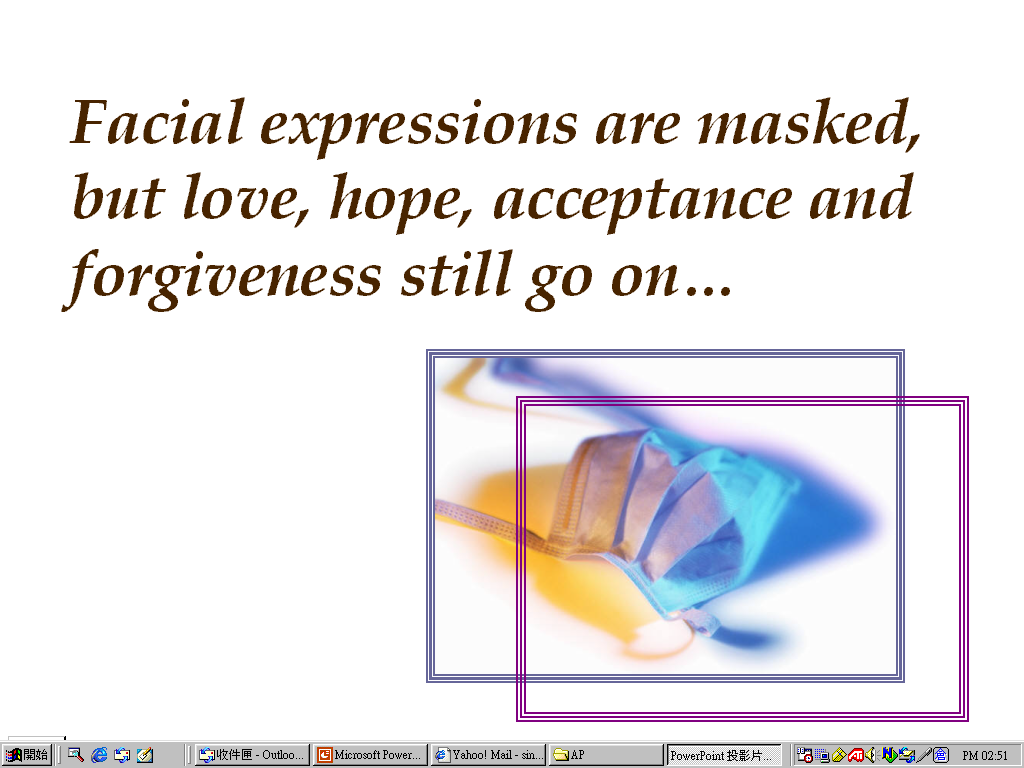 Facial expressions are masked,
but love, hope, acceptance and
forgiveness still go on…
開始
收件匣 - Outloo...
Microsoft Power...
Yahoo! Mail - sin...
AP
PowerPoint 投影片...
PM 02:51